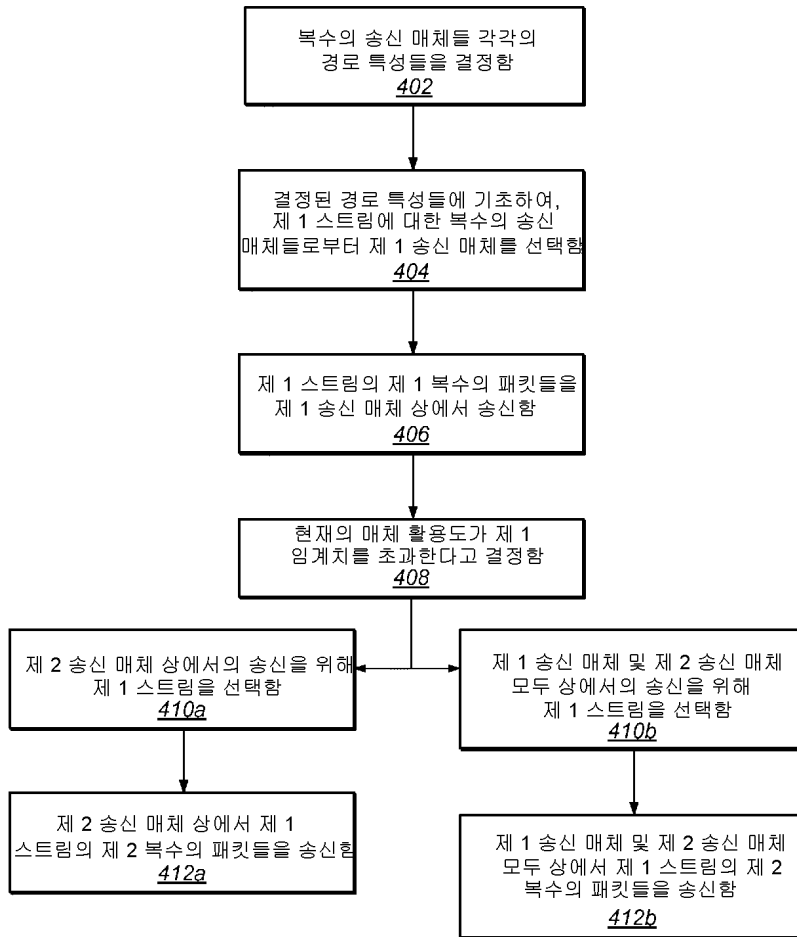 복수의 송신 매체들 각각의
경로 특성들을 결정함
402
결정된 경로 특성들에 기초하여,
제 1 스트림에 대한 복수의 송신
매체들로부터 제 1 송신 매체를 선택함
404
제 1 스트림의 제 1 복수의 패킷들을
제 1 송신 매체 상에서 송신함
406
현재의 매체 활용도가 제 1
임계치를 초과한다고 결정함
408
제 2 송신 매체 상에서의 송신을 위해
제 1 스트림을 선택함
410a
제 1 송신 매체 및 제 2 송신 매체
모두 상에서의 송신을 위해
제 1 스트림을 선택함
410b
제 2 송신 매체 상에서 제 1
스트림의 제 2 복수의 패킷들을 송신함
412a
제 1 송신 매체 및 제 2 송신 매체
모두 상에서 제 1 스트림의 제 2
복수의 패킷들을 송신함
412b